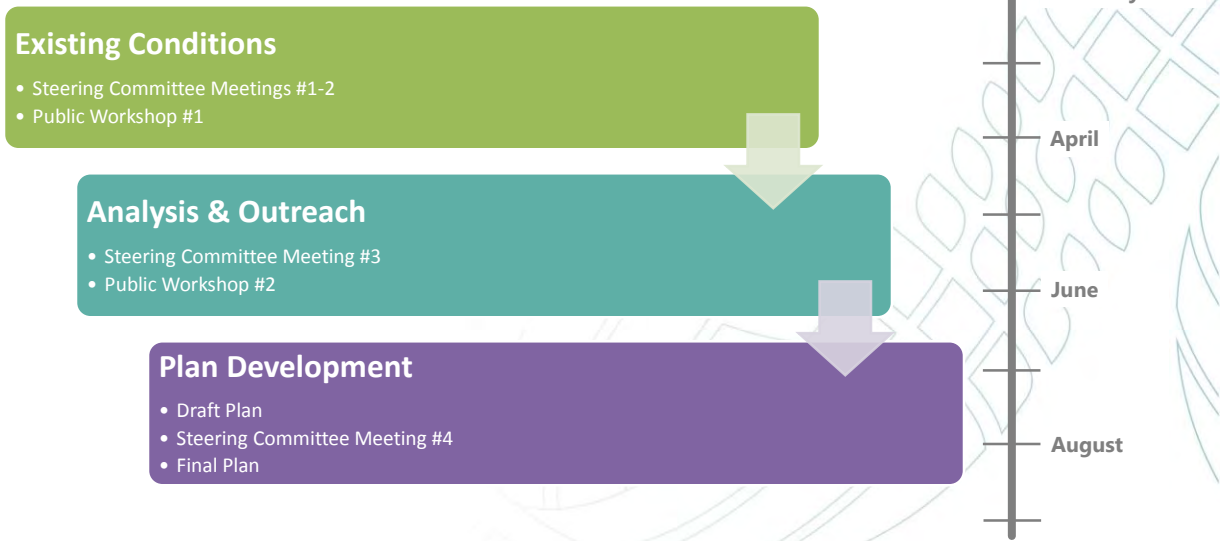 Existing Conditions
• Steering Committee Meetings #1-2
• Public Workshop #1
April
Analysis & Outreach
• Steering Committee Meeting #3
• Public Workshop #2
June
Plan Development
• Draft Plan
• Steering Committee Meeting #4
• Final Plan
August